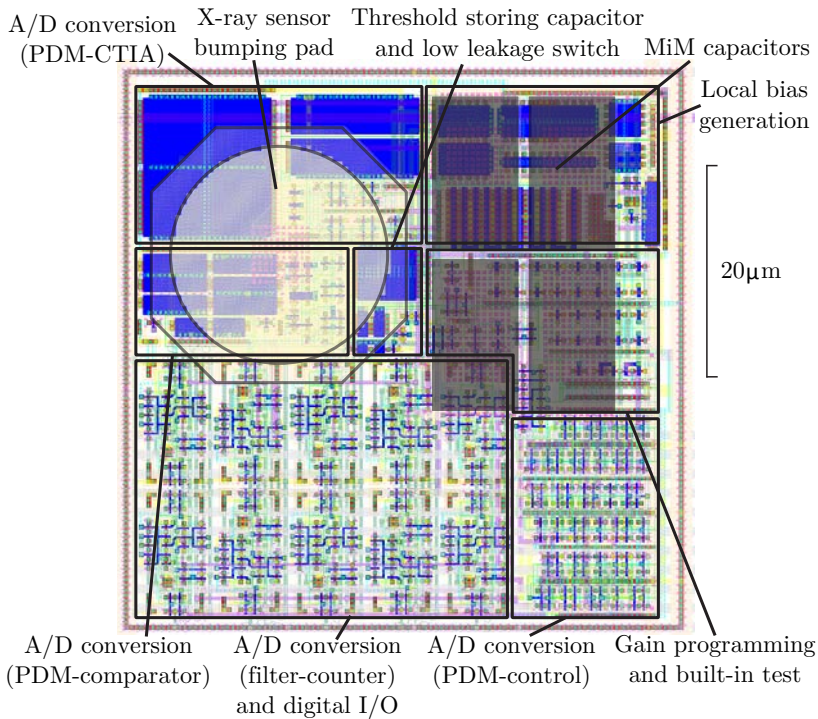 A/D conversion
(PDM-CTIA)
X-ray sensor
bumping pad
Threshold storing capacitor
and low leakage switch
MiM capacitors
Local bias
generation
20μm
A/D conversion
(PDM-comparator)
A/D conversion
(filter-counter)
and digital I/O
A/D conversion
(PDM-control)
Gain programming
and built-in test